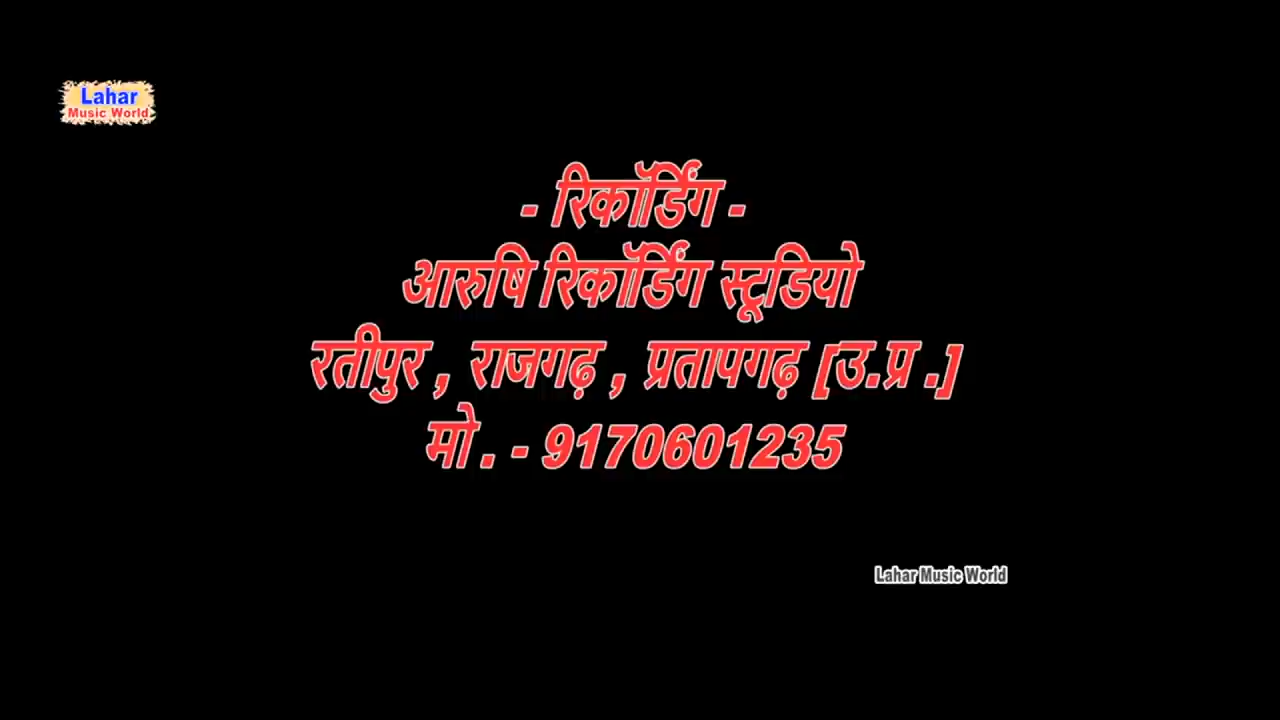 Lahar
Music World
- रिकॉर्डिंग -
आरुषि रिकॉर्डिंग स्टूडियो
रतीपुर , राजगढ़ , प्रतापगढ़ [उ.प्र .]
मो . - 9170601235
Lahar Music World